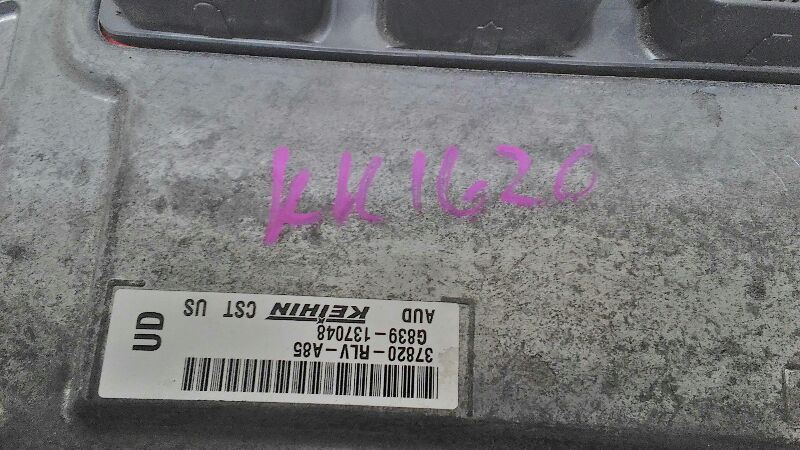 KK1620
37820-RLV-A85
G839-137048
AUD KEIHIN CST US
UD